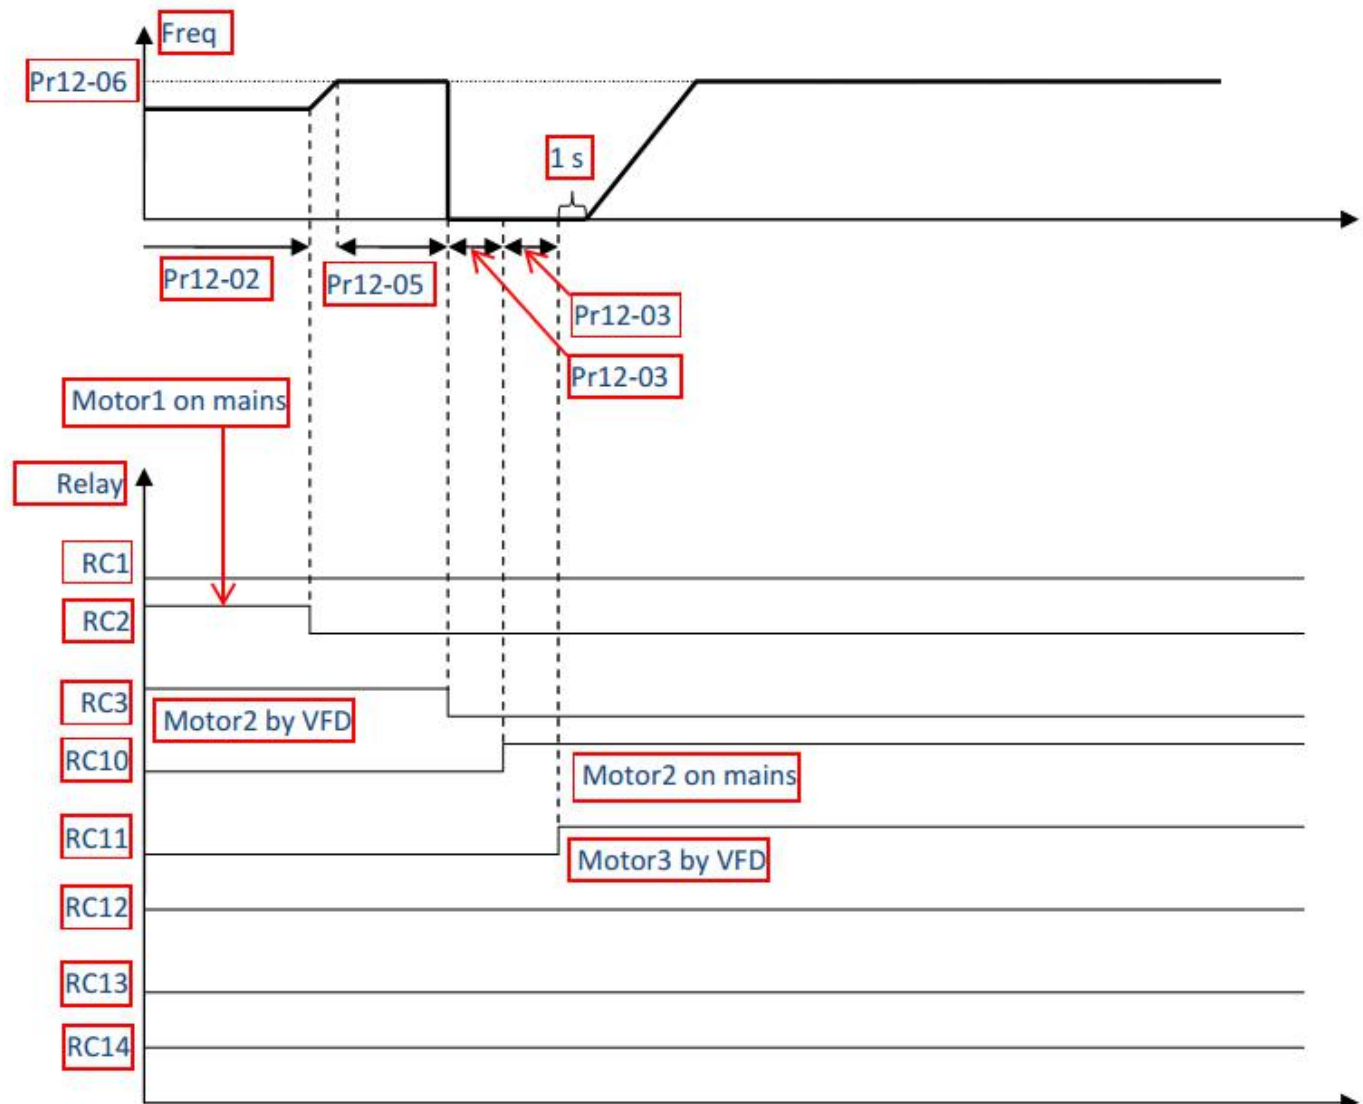 Freq
Pr12-06
1 s
Pr12-02
Pr12-05
Pr12-03
Pr12-03
Motor1 on mains
Relay
RC1
RC2
RC3
Motor2 by VFD
RC10
Motor2 on mains
RC11
Motor3 by VFD
RC12
RC13
RC14